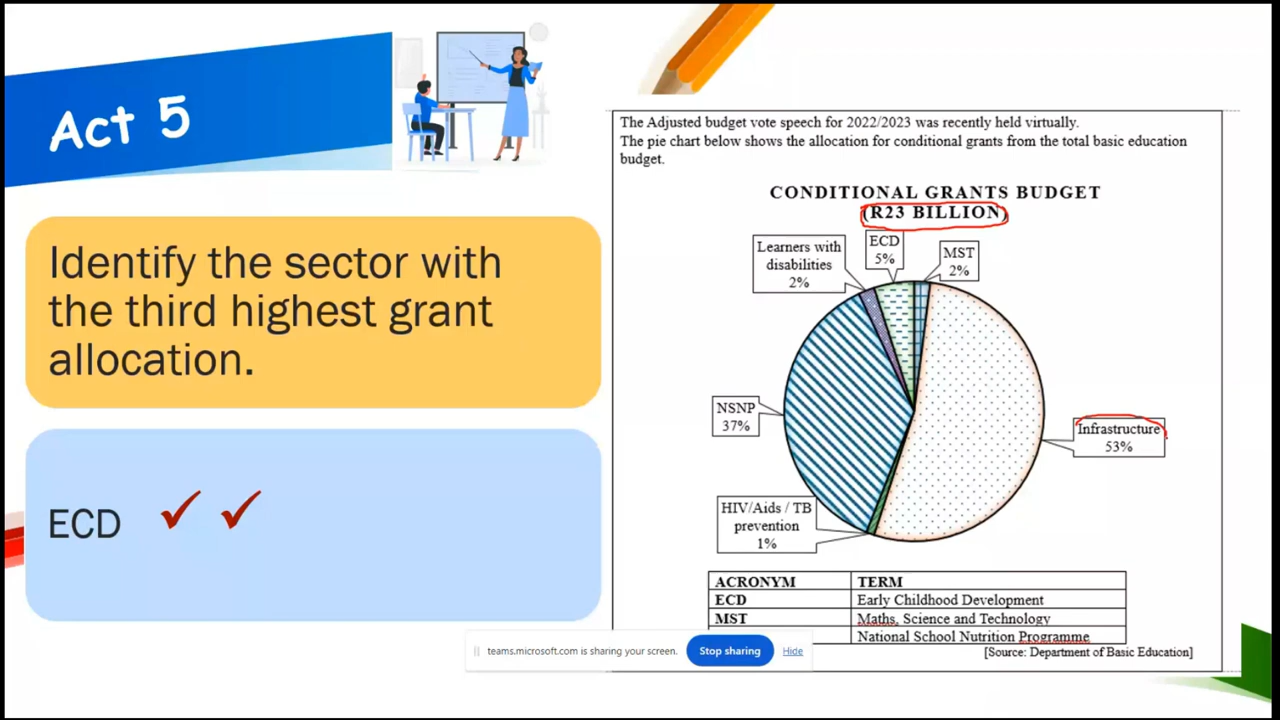 Act 5
Identify the sector with
the third highest grant
allocation.
ECD
The Adjusted budget vote speech for 2022/2023 was recently held virtually.
The pie chart below shows the allocation for conditional grants from the total basic education
budget.
CONDITIONAL GRANTS BUDGET
(R23 BILLION)
Learners with
disabilities
2%
ECD
5%
MST
2%
NSNP
37%
Infrastructure
53%
HIV/Aids / TB
prevention
1%
ACRONYM TERM
ECD Early Childhood Development
MST Maths, Science and Technology
National School Nutrition Programme
[Source: Department of Basic Education]
teams.microsoft.com is sharing your screen. Stop sharing Hide